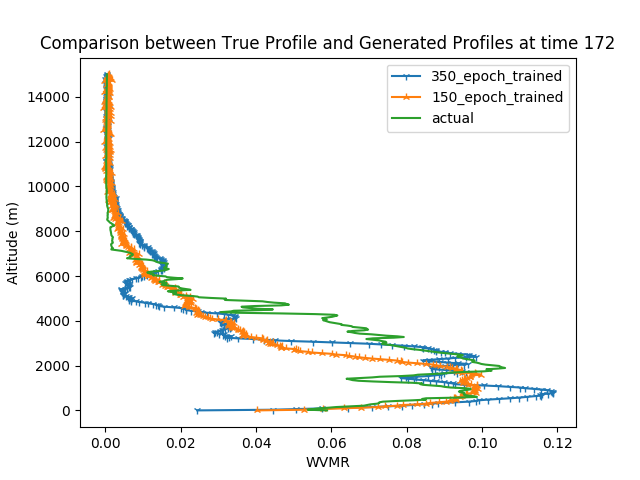 Comparison between True Profile and Generated Profiles at time 172
350_epoch_trained
150_epoch_trained
actual
Altitude (m)
14000
12000
10000
8000
6000
4000
2000
0
0.00 0.02 0.04 0.06 0.08 0.10 0.12
WVMR